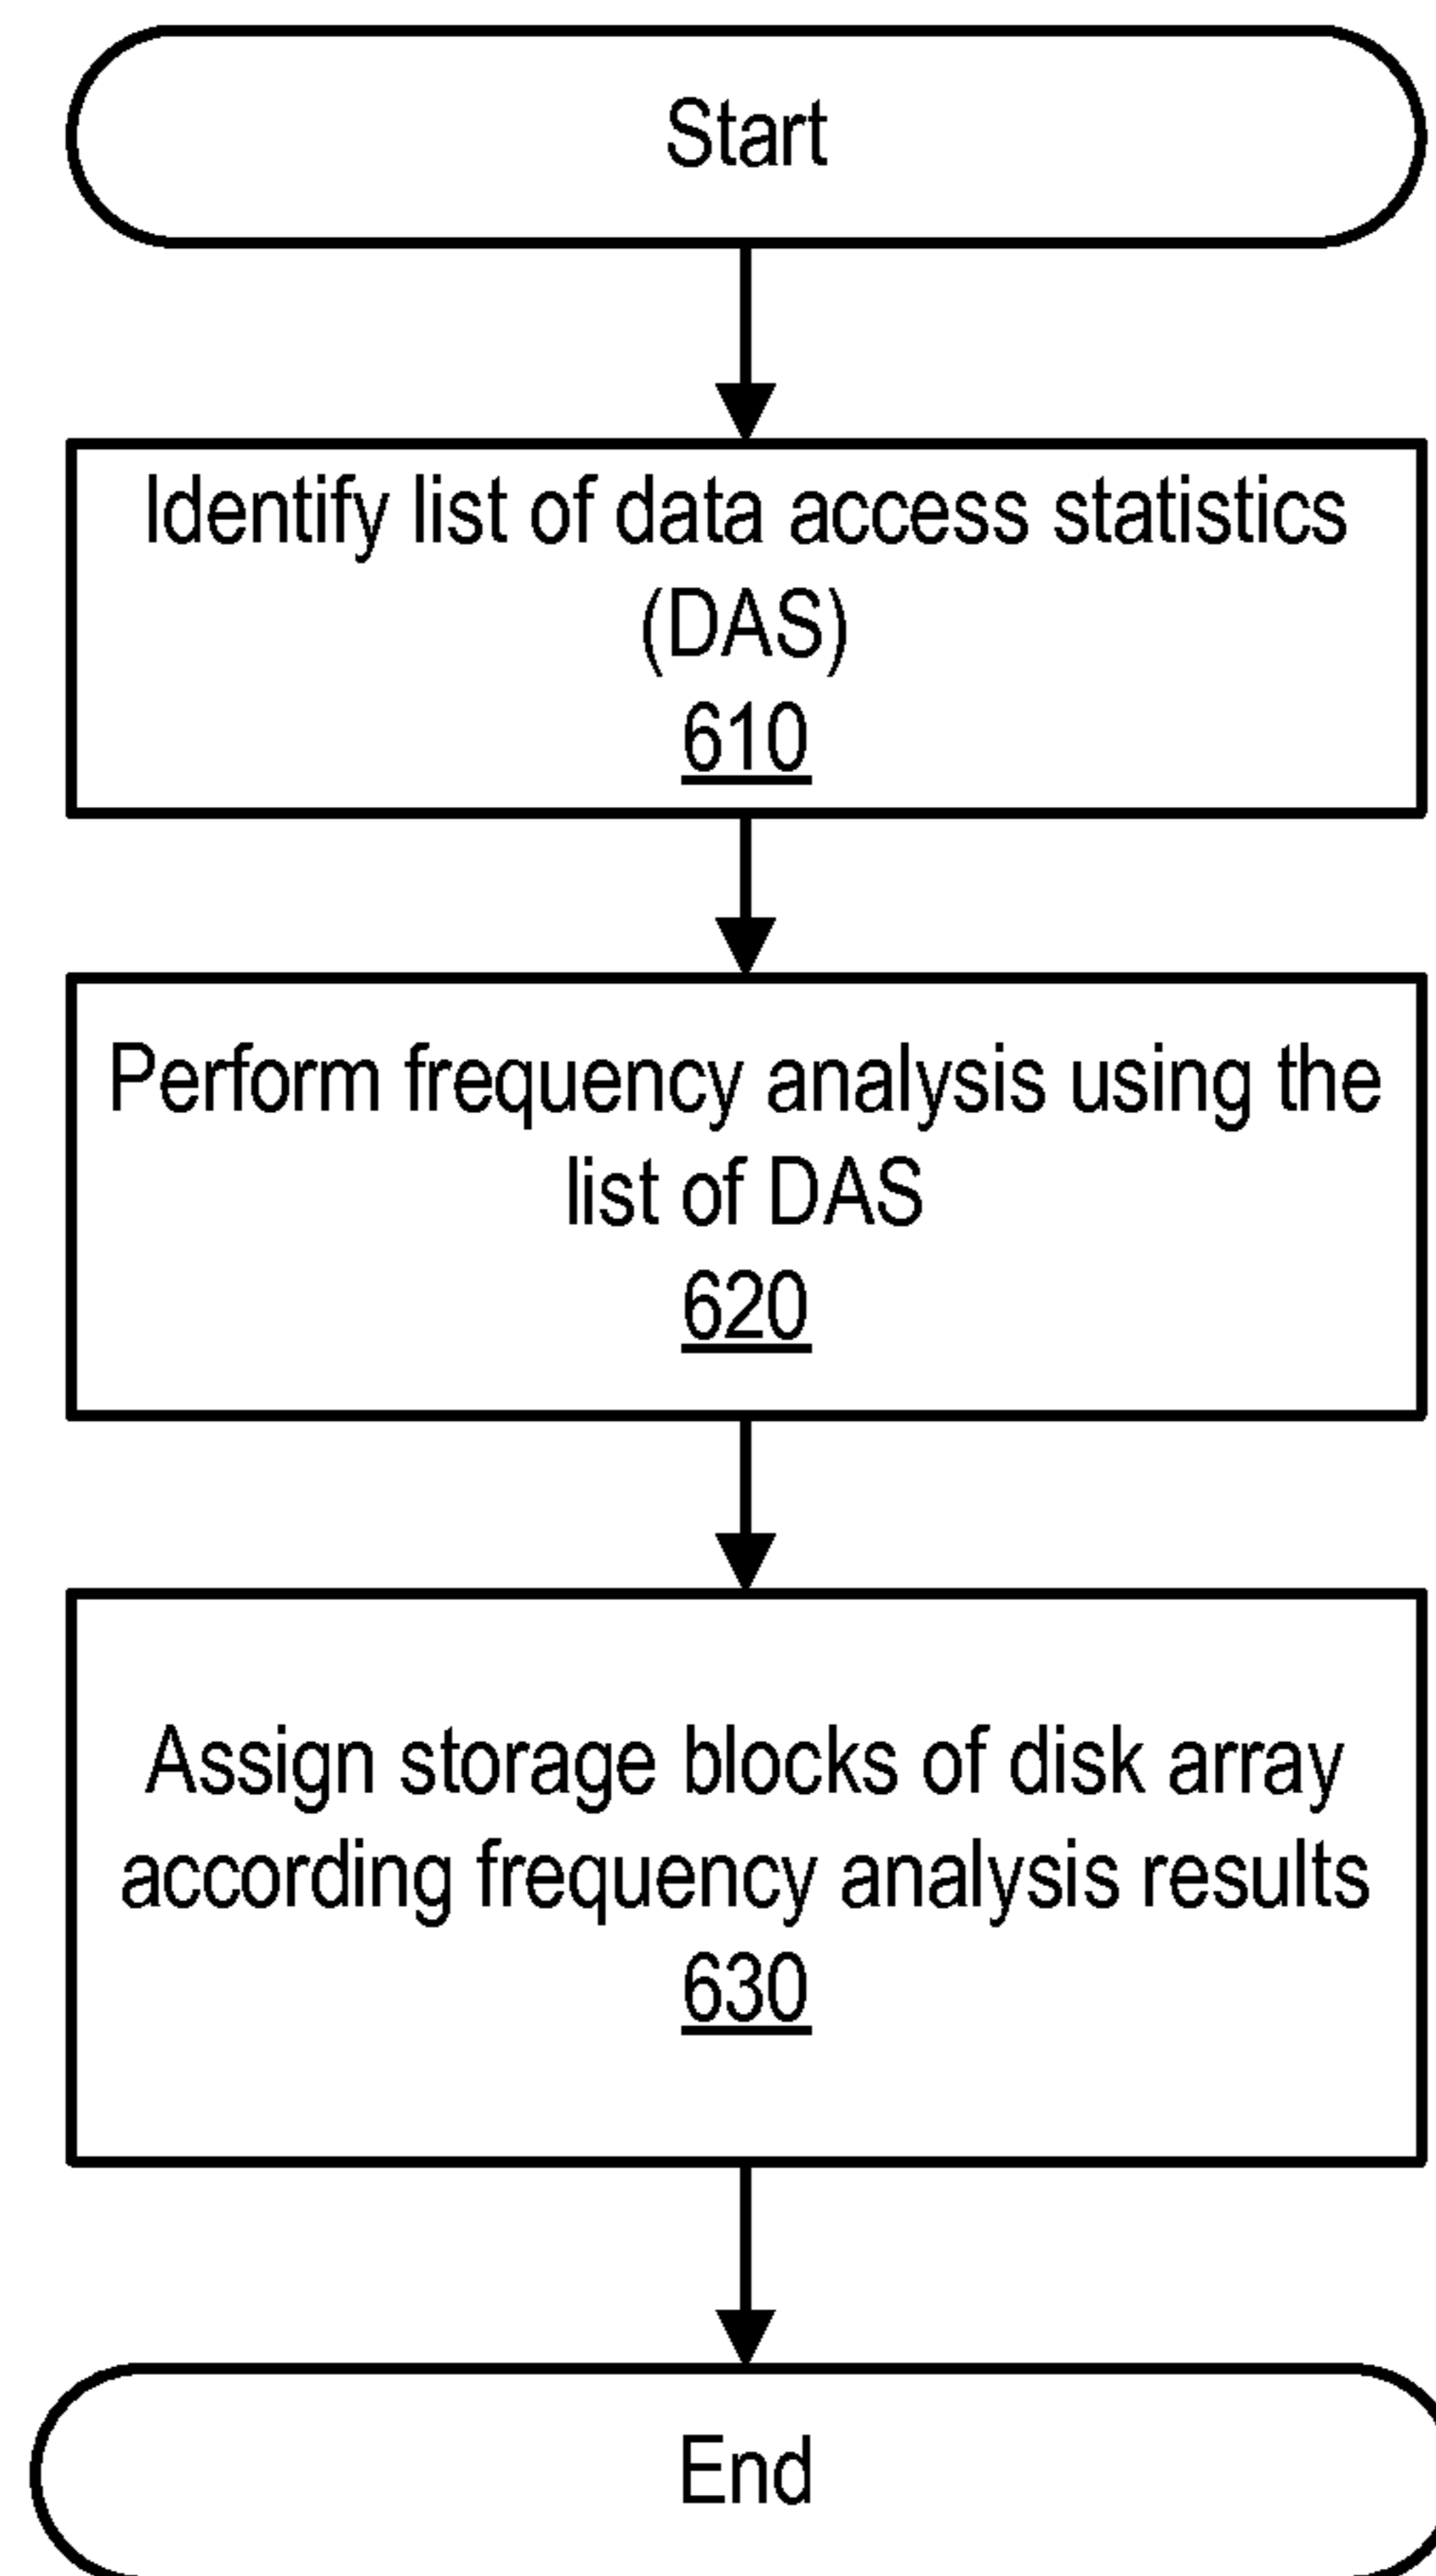 Start
Identify list of data access statistics
(DAS)
610
Perform frequency analysis using the
list of DAS
620
Assign storage blocks of disk array
according frequency analysis results
630
End